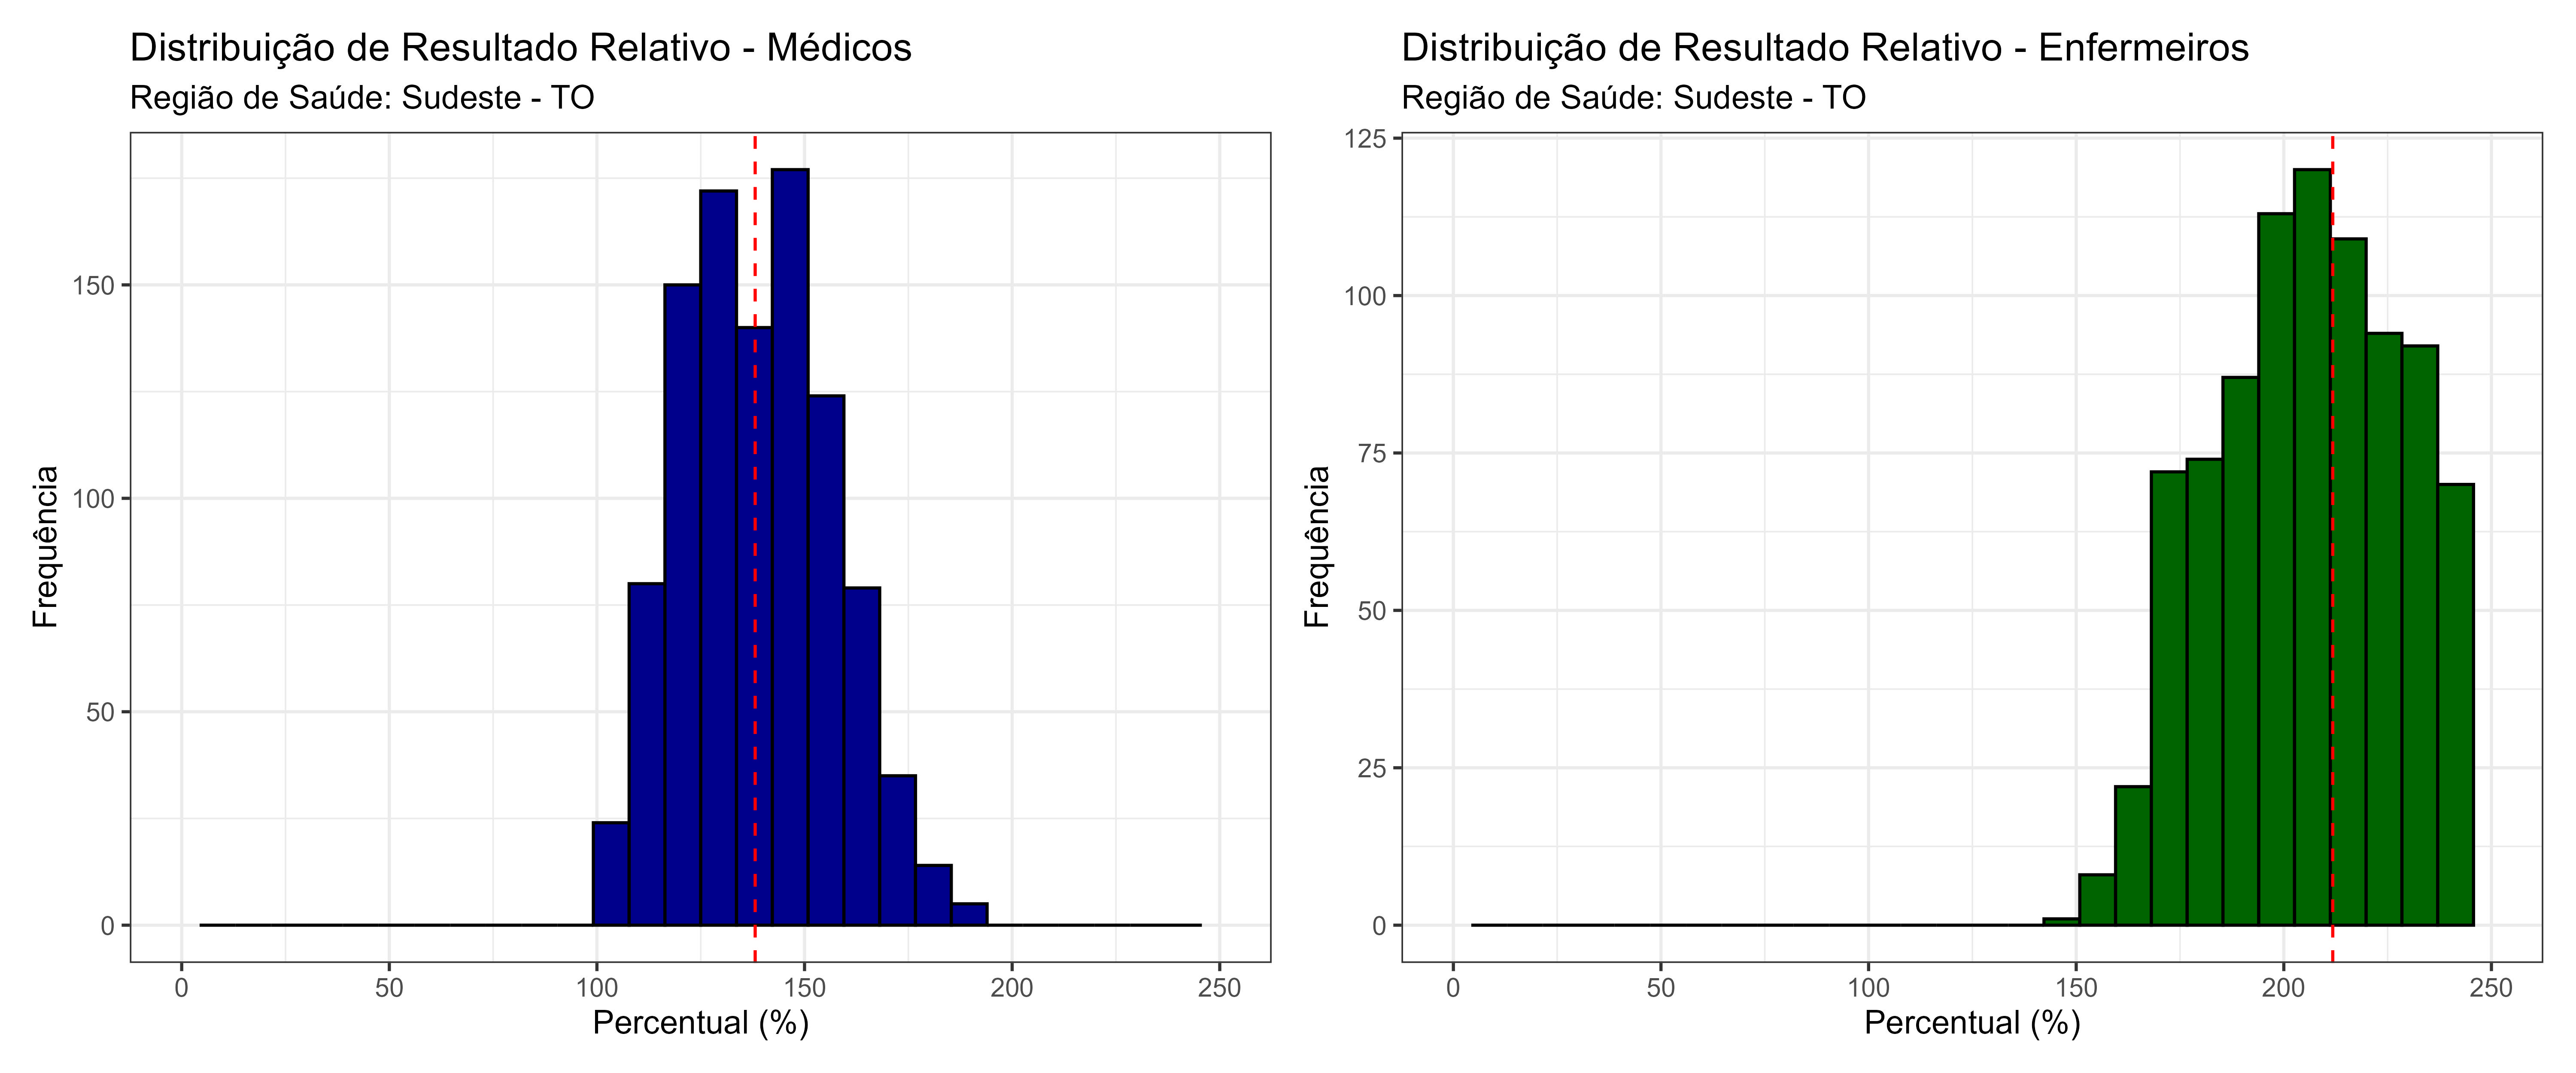 Distribuição de Resultado Relativo - Médicos
Região de Saúde: Sudeste - TO
Frequência
150
100
50
0
0 50 100 150 200 250
Percentual (%)
Distribuição de Resultado Relativo - Enfermeiros
Região de Saúde: Sudeste - TO
Frequência
125
100
75
50
25
0
0 50 100 150 200 250
Percentual (%)